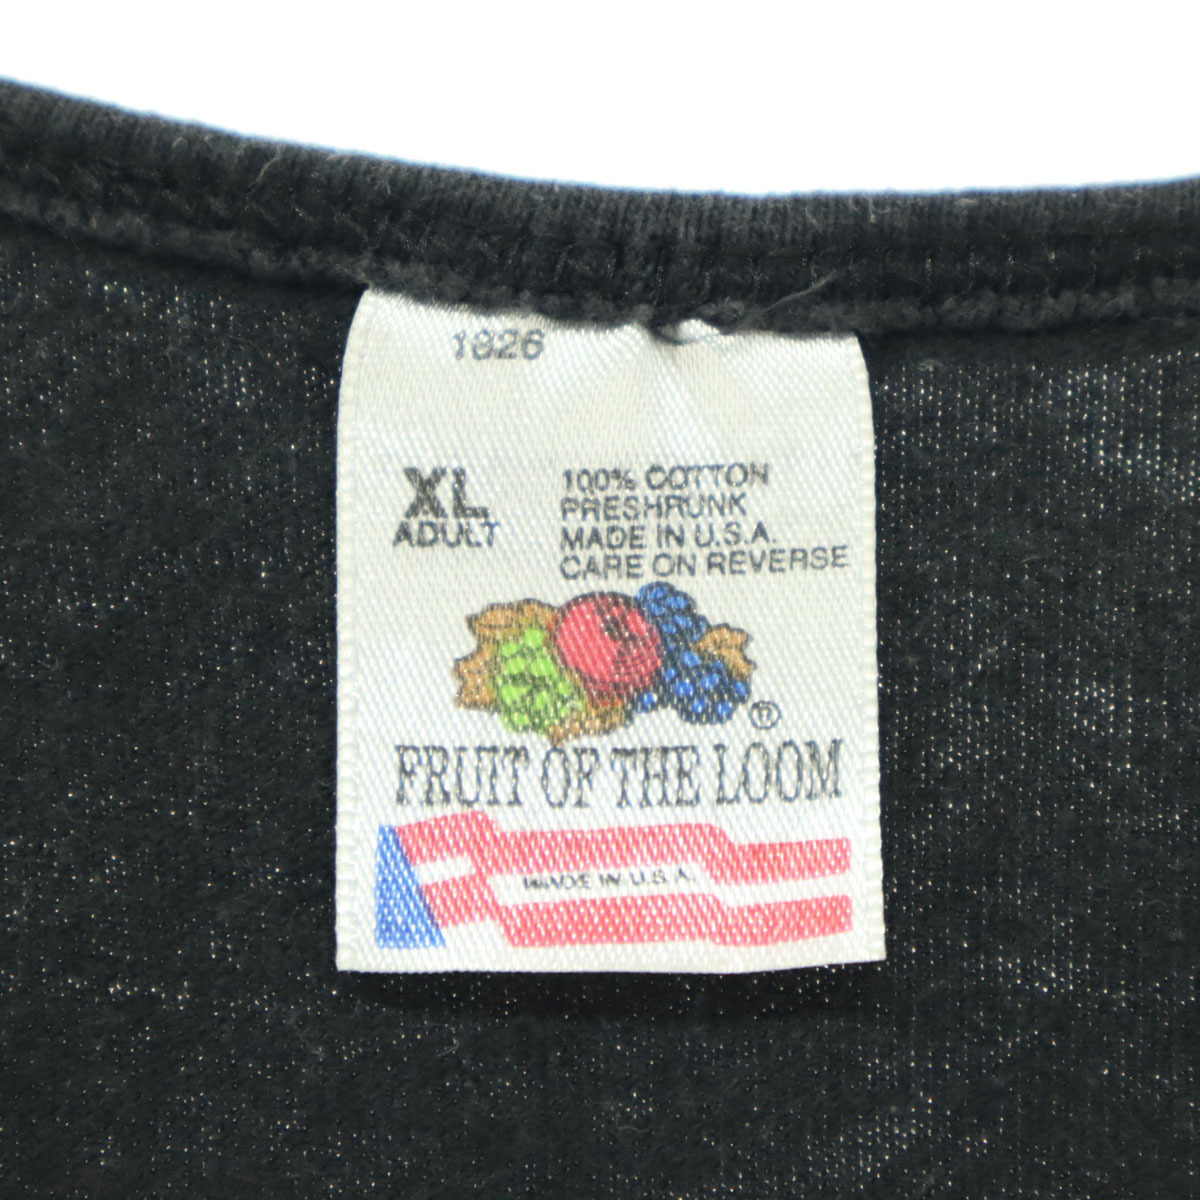 1826
XL
ADULT
100% COTTON
PRESHRUNK
MADE IN U.S.A.
CARE ON REVERSE
®
FRUIT OF THE LOOM
MADE IN U.S.A.